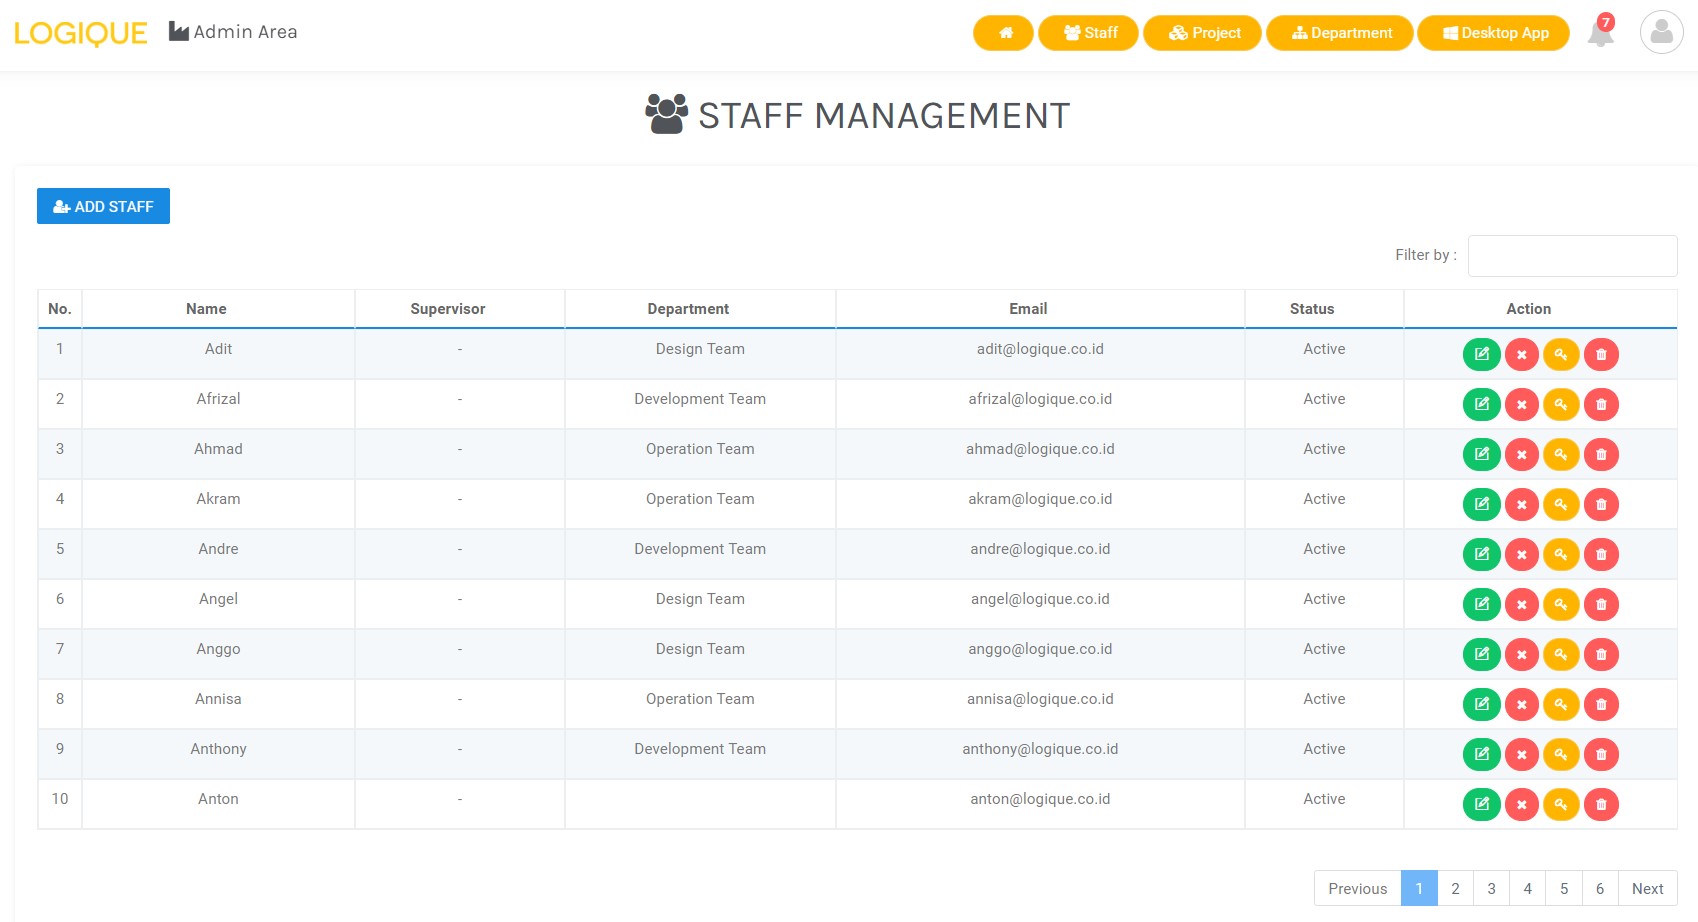 LOGIQUE Admin Area Staff Project Department Desktop App 7
STAFF MANAGEMENT
ADD STAFF
Filter by :
No. Name Supervisor Department Email Status Action
1 Adit - Design Team adit@logique.co.id Active
2 Afrizal - Development Team afrizal@logique.co.id Active
3 Ahmad - Operation Team ahmad@logique.co.id Active
4 Akram - Operation Team akram@logique.co.id Active
5 Andre - Development Team andre@logique.co.id Active
6 Angel - Design Team angel@logique.co.id Active
7 Anggo - Design Team anggo@logique.co.id Active
8 Annisa - Operation Team annisa@logique.co.id Active
9 Anthony - Development Team anthony@logique.co.id Active
10 Anton - anton@logique.co.id Active
Previous 1 2 3 4 5 6 Next